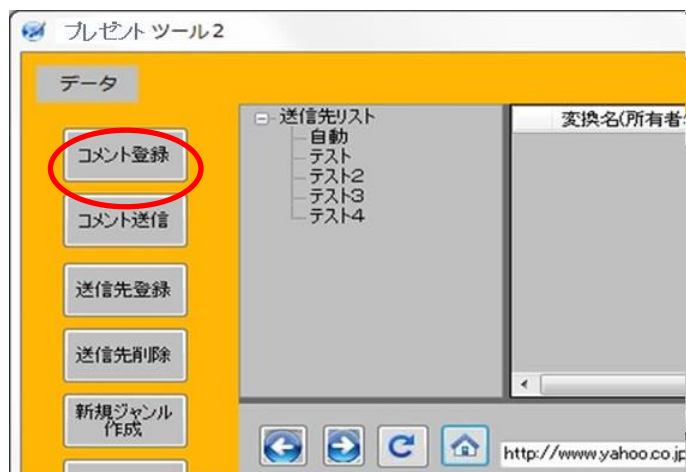 プレゼント ツール2
データ
コメント登録
コメント送信
送信先登録
送信先削除
新規ジャンル
作成
送信先リスト
自動
テスト
テスト2
テスト3
テスト4
変換名(所有者
http://www.yahoo.co.jp